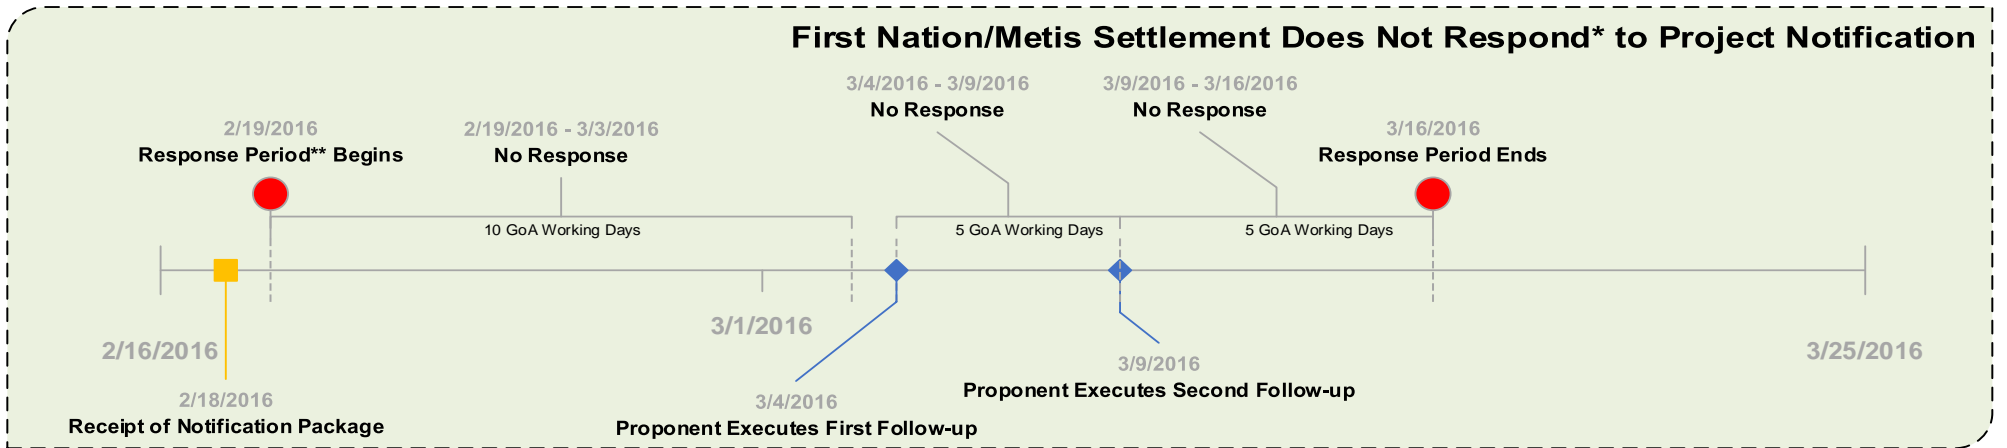 First Nation/Metis Settlement Does Not Respond* to Project Notification
3/4/2016 - 3/9/2016
No Response
3/9/2016 - 3/16/2016
No Response
2/19/2016
Response Period** Begins
2/19/2016 - 3/3/2016
No Response
3/16/2016
Response Period Ends
10 GoA Working Days
5 GoA Working Days
5 GoA Working Days
3/1/2016
2/16/2016
3/25/2016
3/9/2016
Proponent Executes Second Follow-up
2/18/2016
Receipt of Notification Package
3/4/2016
Proponent Executes First Follow-up